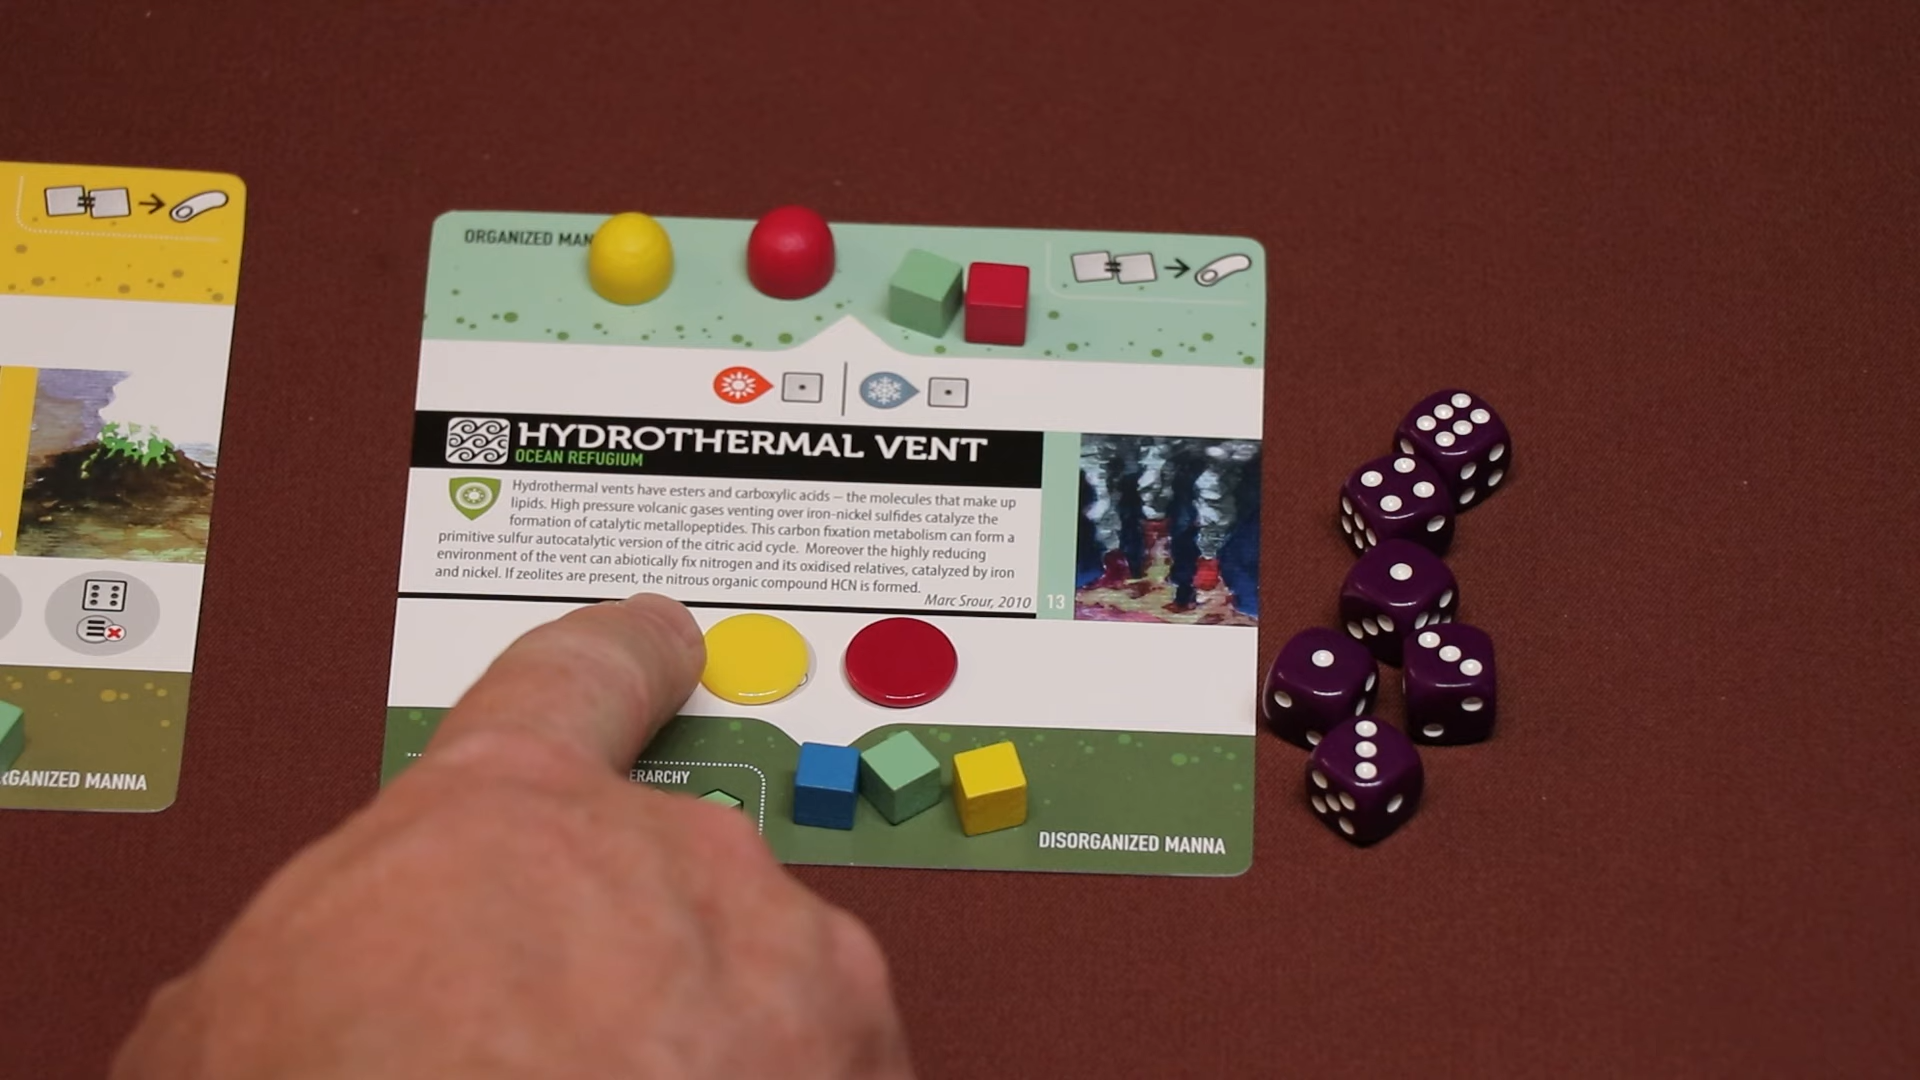 ORGANIZED MAN
HYDROTHERMAL VENT
OCEAN REFUGIUM
Hydrothermal vents have esters and carboxylic acids – the molecules that make up
lipids. High pressure volcanic gases venting over iron-nickel sulfides catalyze the
formation of catalytic metallopeptides. This carbon fixation metabolism can form a
primitive sulfur autocatalytic version of the citric acid cycle. Moreover the highly reducing
environment of the vent can abiotically fix nitrogen and its oxidised relatives, catalyzed by iron
and nickel. If zeolites are present, the nitrous organic compound HCN is formed.
Marc Srour, 2010
13
ERARCHY
DISORGANIZED MANNA
RGANIZED MANNA